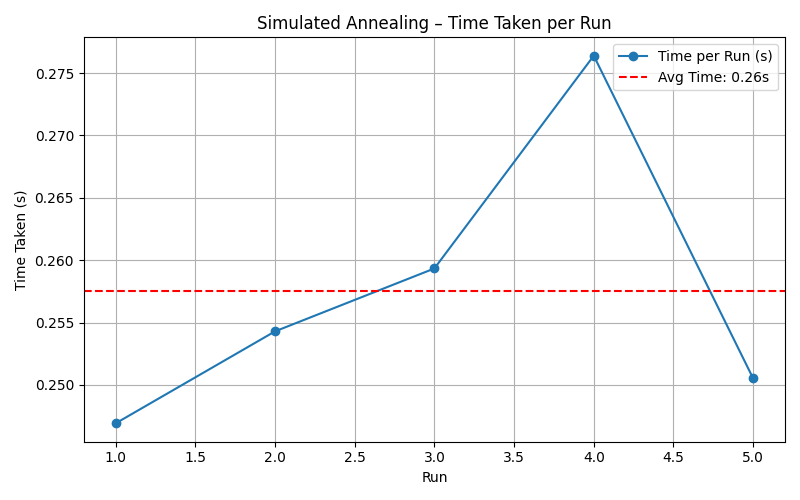 Simulated Annealing – Time Taken per Run
Time per Run (s)
Avg Time: 0.26s
Time Taken (s)
0.275
0.270
0.265
0.260
0.255
0.250
1.0 1.5 2.0 2.5 3.0 3.5 4.0 4.5 5.0
Run